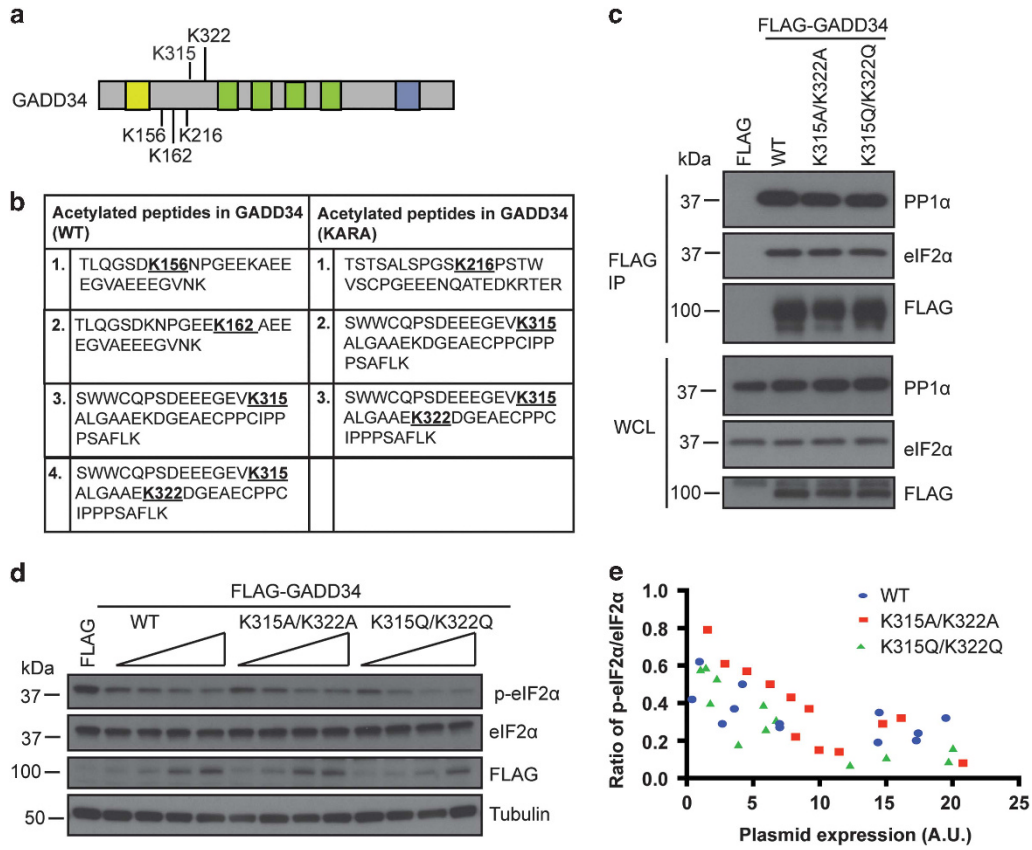 a
K322
K315
GADD34
K156
K216
K162
b
Acetylated peptides in GADD34 (WT)
Acetylated peptides in GADD34 (KARA)
1.
TLQGSDK156NPGEEKAEE
EGVAEEEGVNK
1.
TSTSALSPGSK216PSTW
VSCPGEEENQATEDKRTER
2.
TLQGSDKNPGEEK162AEE
EGVAEEEGVNK
2.
SWWCQPSDEEEGEVK315
ALGAAEKDGEAECPPCIPP
PSAFLK
3.
SWWCQPSDEEEGEVK315
ALGAAEKDGEAECPPCIPP
PSAFLK
3.
SWWCQPSDEEEGEVK315
ALGAAEK322DGEAECPPC
IPPPSAFLK
4.
SWWCQPSDEEEGEVK315
ALGAAEK322DGEAECPPC
IPPPSAFLK
c
FLAG-GADD34
kDa
FLAG
WT
K315A/K322A
K315Q/K322Q
FLAG IP
37
PP1α
37
eIF2α
100
FLAG
WCL
37
PP1α
37
eIF2α
100
FLAG
d
FLAG-GADD34
FLAG
WT
K315A/K322A
K315Q/K322Q
kDa
37
p-eIF2α
37
eIF2α
100
FLAG
50
Tubulin
e
Ratio of p-eIF2α/eIF2α
1.0
0.8
0.6
0.4
0.2
0.0
WT
K315A/K322A
K315Q/K322Q
0
5
10
15
20
25
Plasmid expression (A.U.)